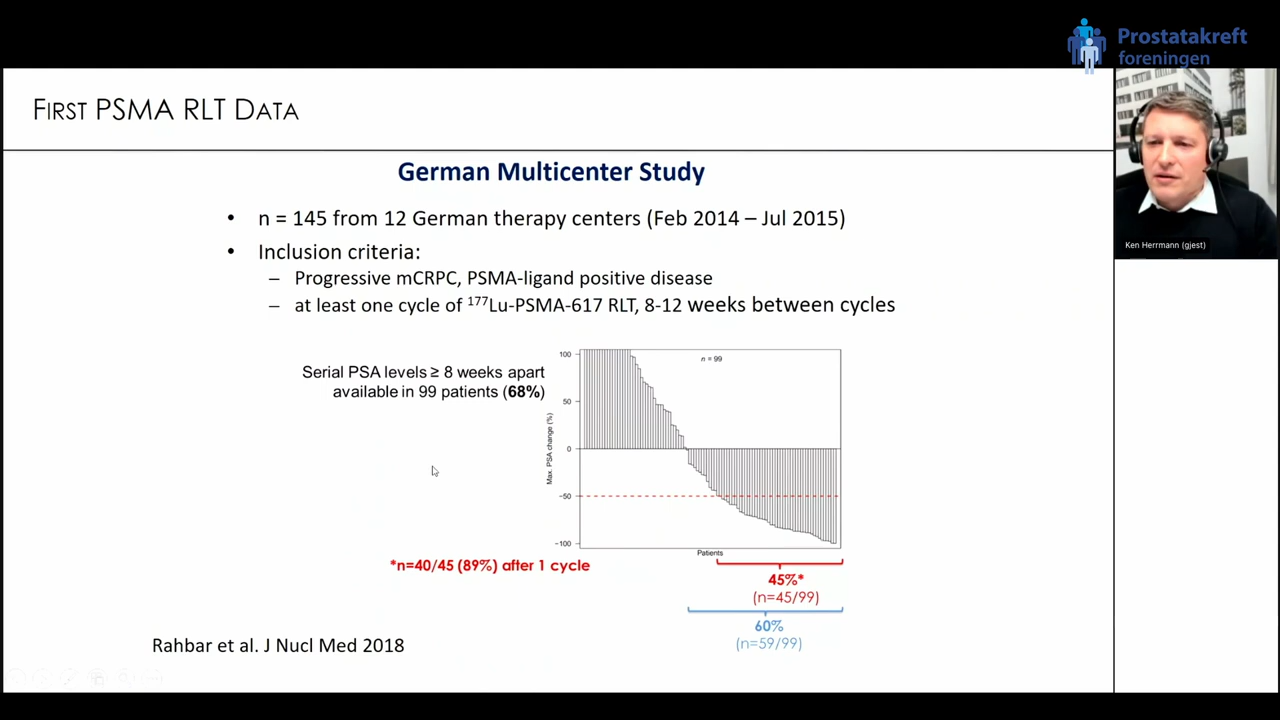 Prostatakreft
foreningen
FIRST PSMA RLT DATA
German Multicenter Study
• n = 145 from 12 German therapy centers (Feb 2014 – Jul 2015)
• Inclusion criteria:
– Progressive mCRPC, PSMA-ligand positive disease
– at least one cycle of ¹⁷⁷Lu-PSMA-617 RLT, 8-12 weeks between cycles
Serial PSA levels ≥ 8 weeks apart
available in 99 patients (68%)
n = 99
Max. PSA change (%)
100
50
0
−50
−100
Patients
*n=40/45 (89%) after 1 cycle
45%*
(n=45/99)
60%
(n=59/99)
Rahbar et al. J Nucl Med 2018
Ken Herrmann (gjest)